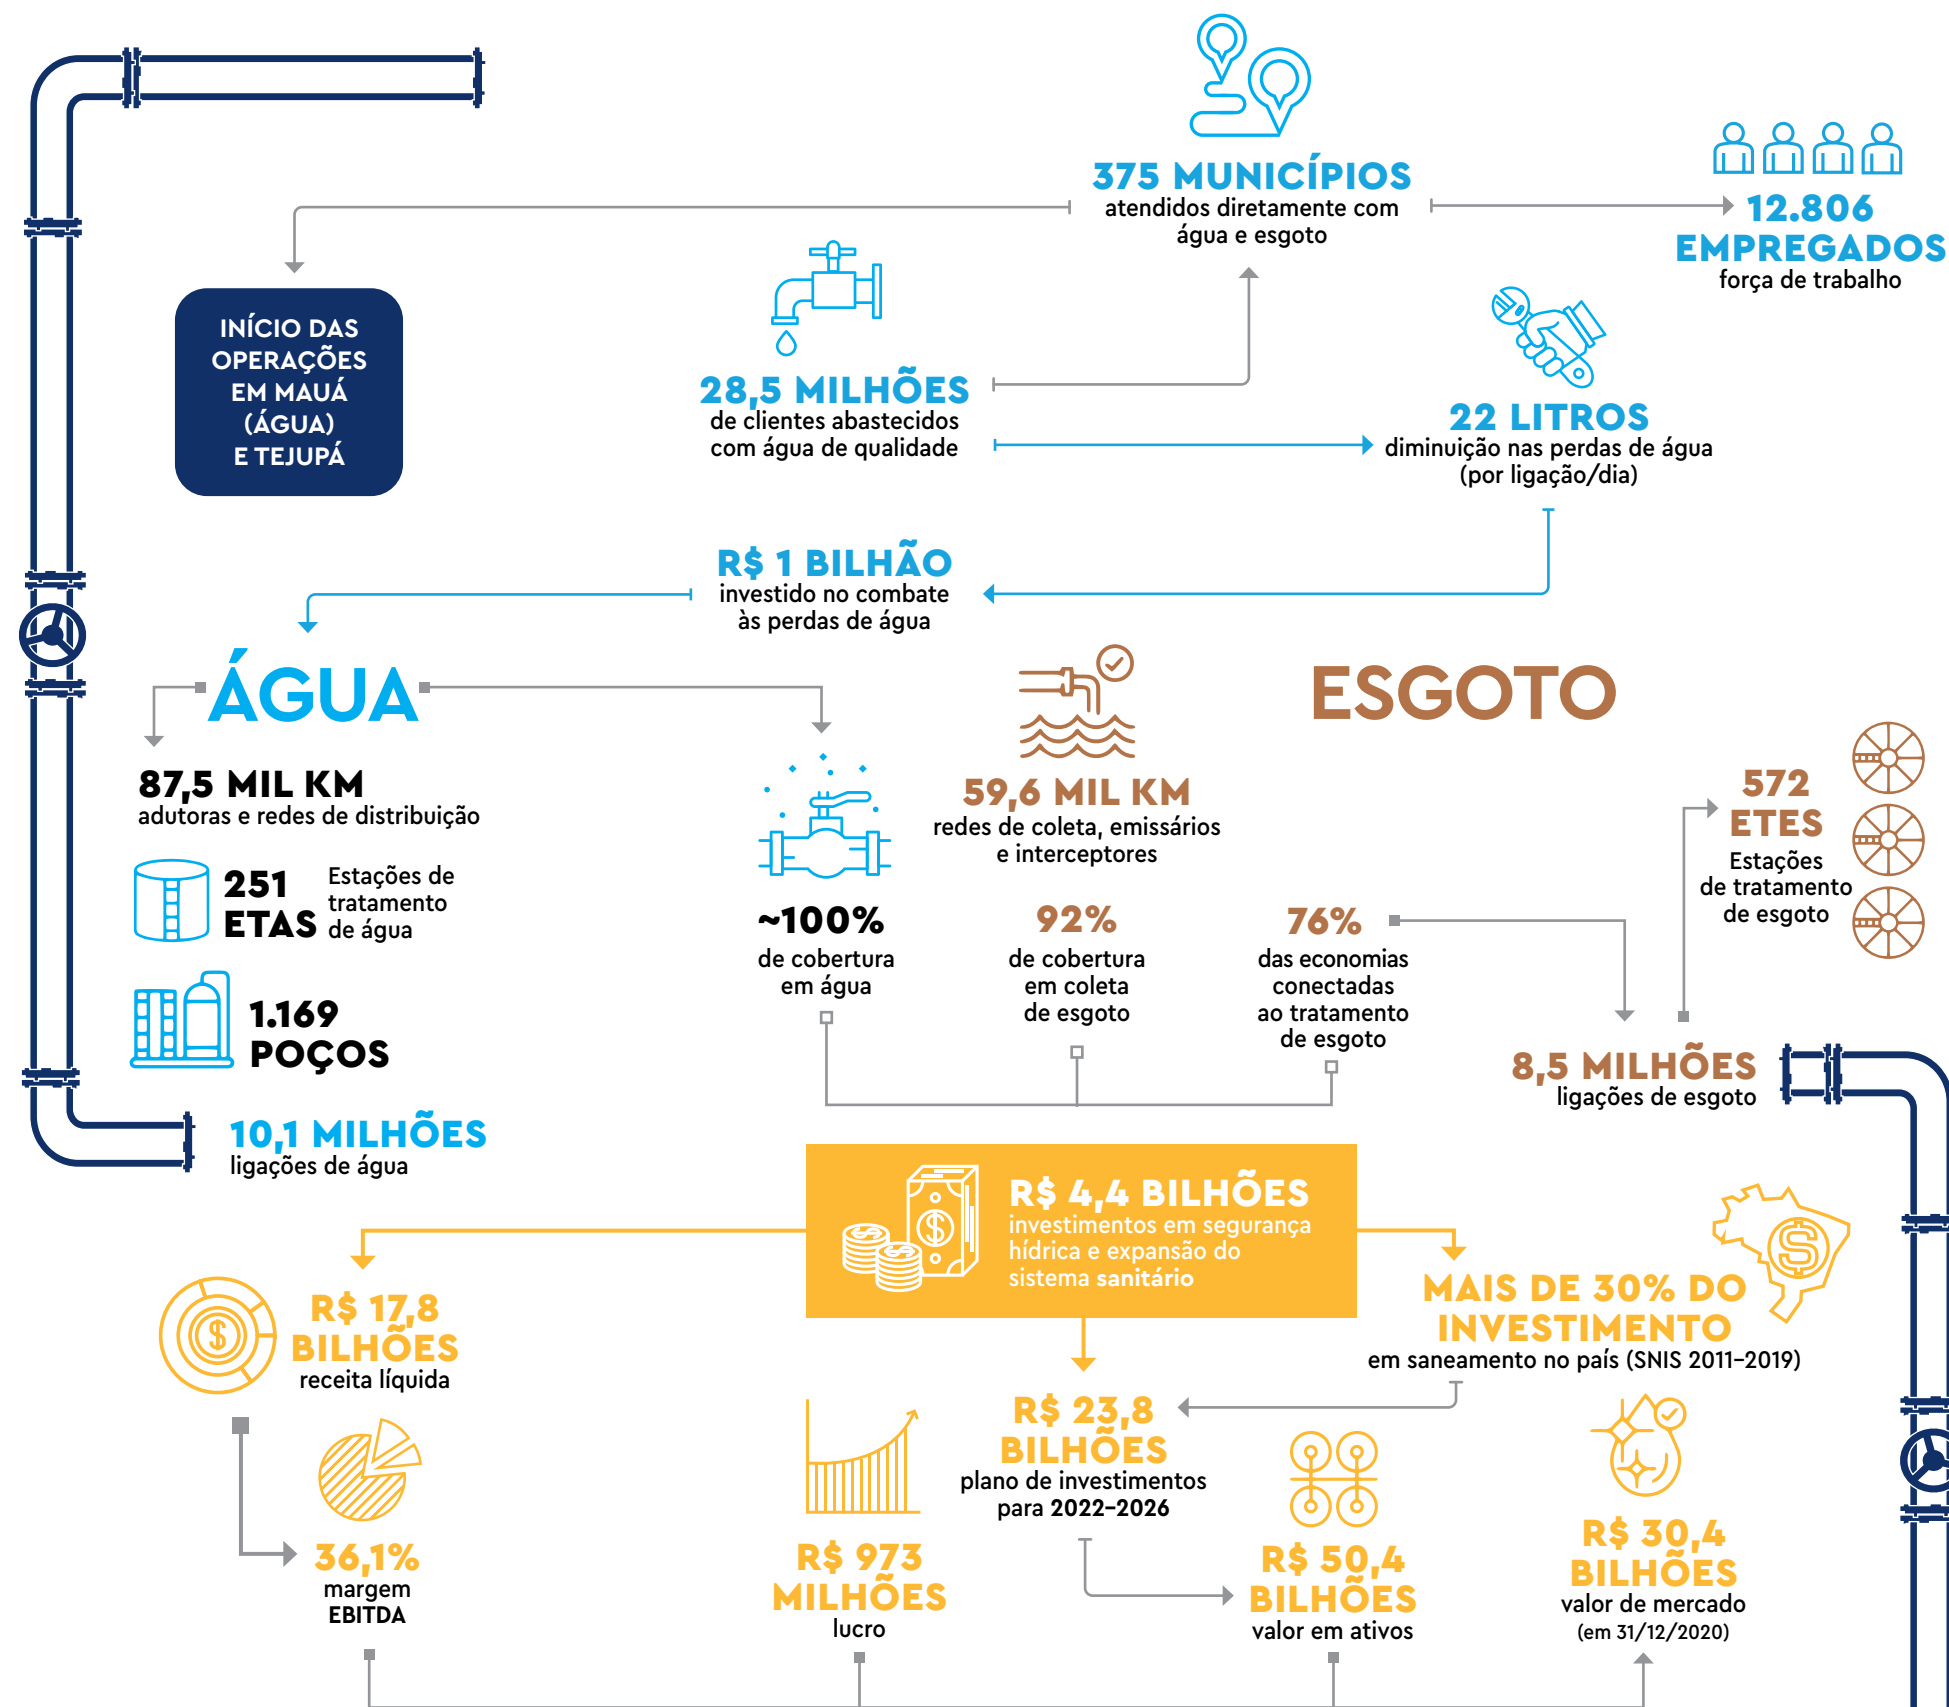 375 MUNICÍPIOS
atendidos diretamente com
água e esgoto
12.806
EMPREGADOS
força de trabalho
INÍCIO DAS
OPERAÇÕES
EM MAUÁ
(ÁGUA)
E TEJUPÁ
28,5 MILHÕES
de clientes abastecidos
com água de qualidade
22 LITROS
diminuição nas perdas de água
(por ligação/dia)
R$ 1 BILHÃO
investido no combate
às perdas de água
ÁGUA
87,5 MIL KM
adutoras e redes de distribuição
251
ETAS
Estações de
tratamento
de água
1.169
POÇOS
10,1 MILHÕES
ligações de água
~100%
de cobertura
em água
ESGOTO
59,6 MIL KM
redes de coleta, emissários
e interceptores
92%
de cobertura
em coleta
de esgoto
76%
das economias
conectadas
ao tratamento
de esgoto
572
ETES
Estações
de tratamento
de esgoto
8,5 MILHÕES
ligações de esgoto
R$ 4,4 BILHÕES
investimentos em segurança
hídrica e expansão do
sistema sanitário
R$ 17,8
BILHÕES
receita líquida
MAIS DE 30% DO
INVESTIMENTO
em saneamento no país (SNIS 2011–2019)
36,1%
margem
EBITDA
R$ 973
MILHÕES
lucro
R$ 23,8
BILHÕES
plano de investimentos
para 2022–2026
R$ 50,4
BILHÕES
valor em ativos
R$ 30,4
BILHÕES
valor de mercado
(em 31/12/2020)